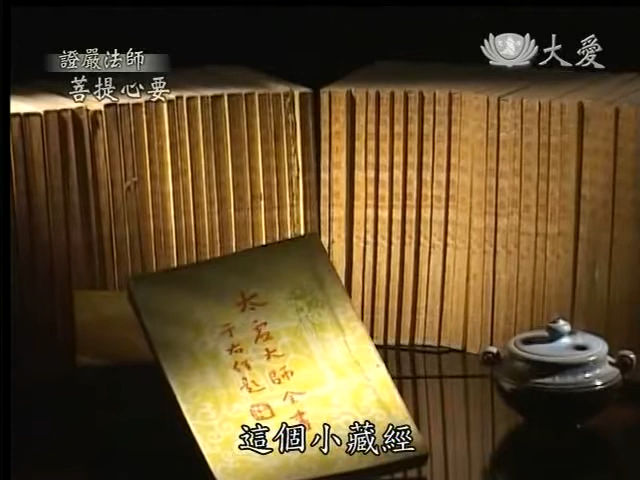 證嚴法師
菩提心要
大愛
太虛大師全書
于右任題
這個小藏經